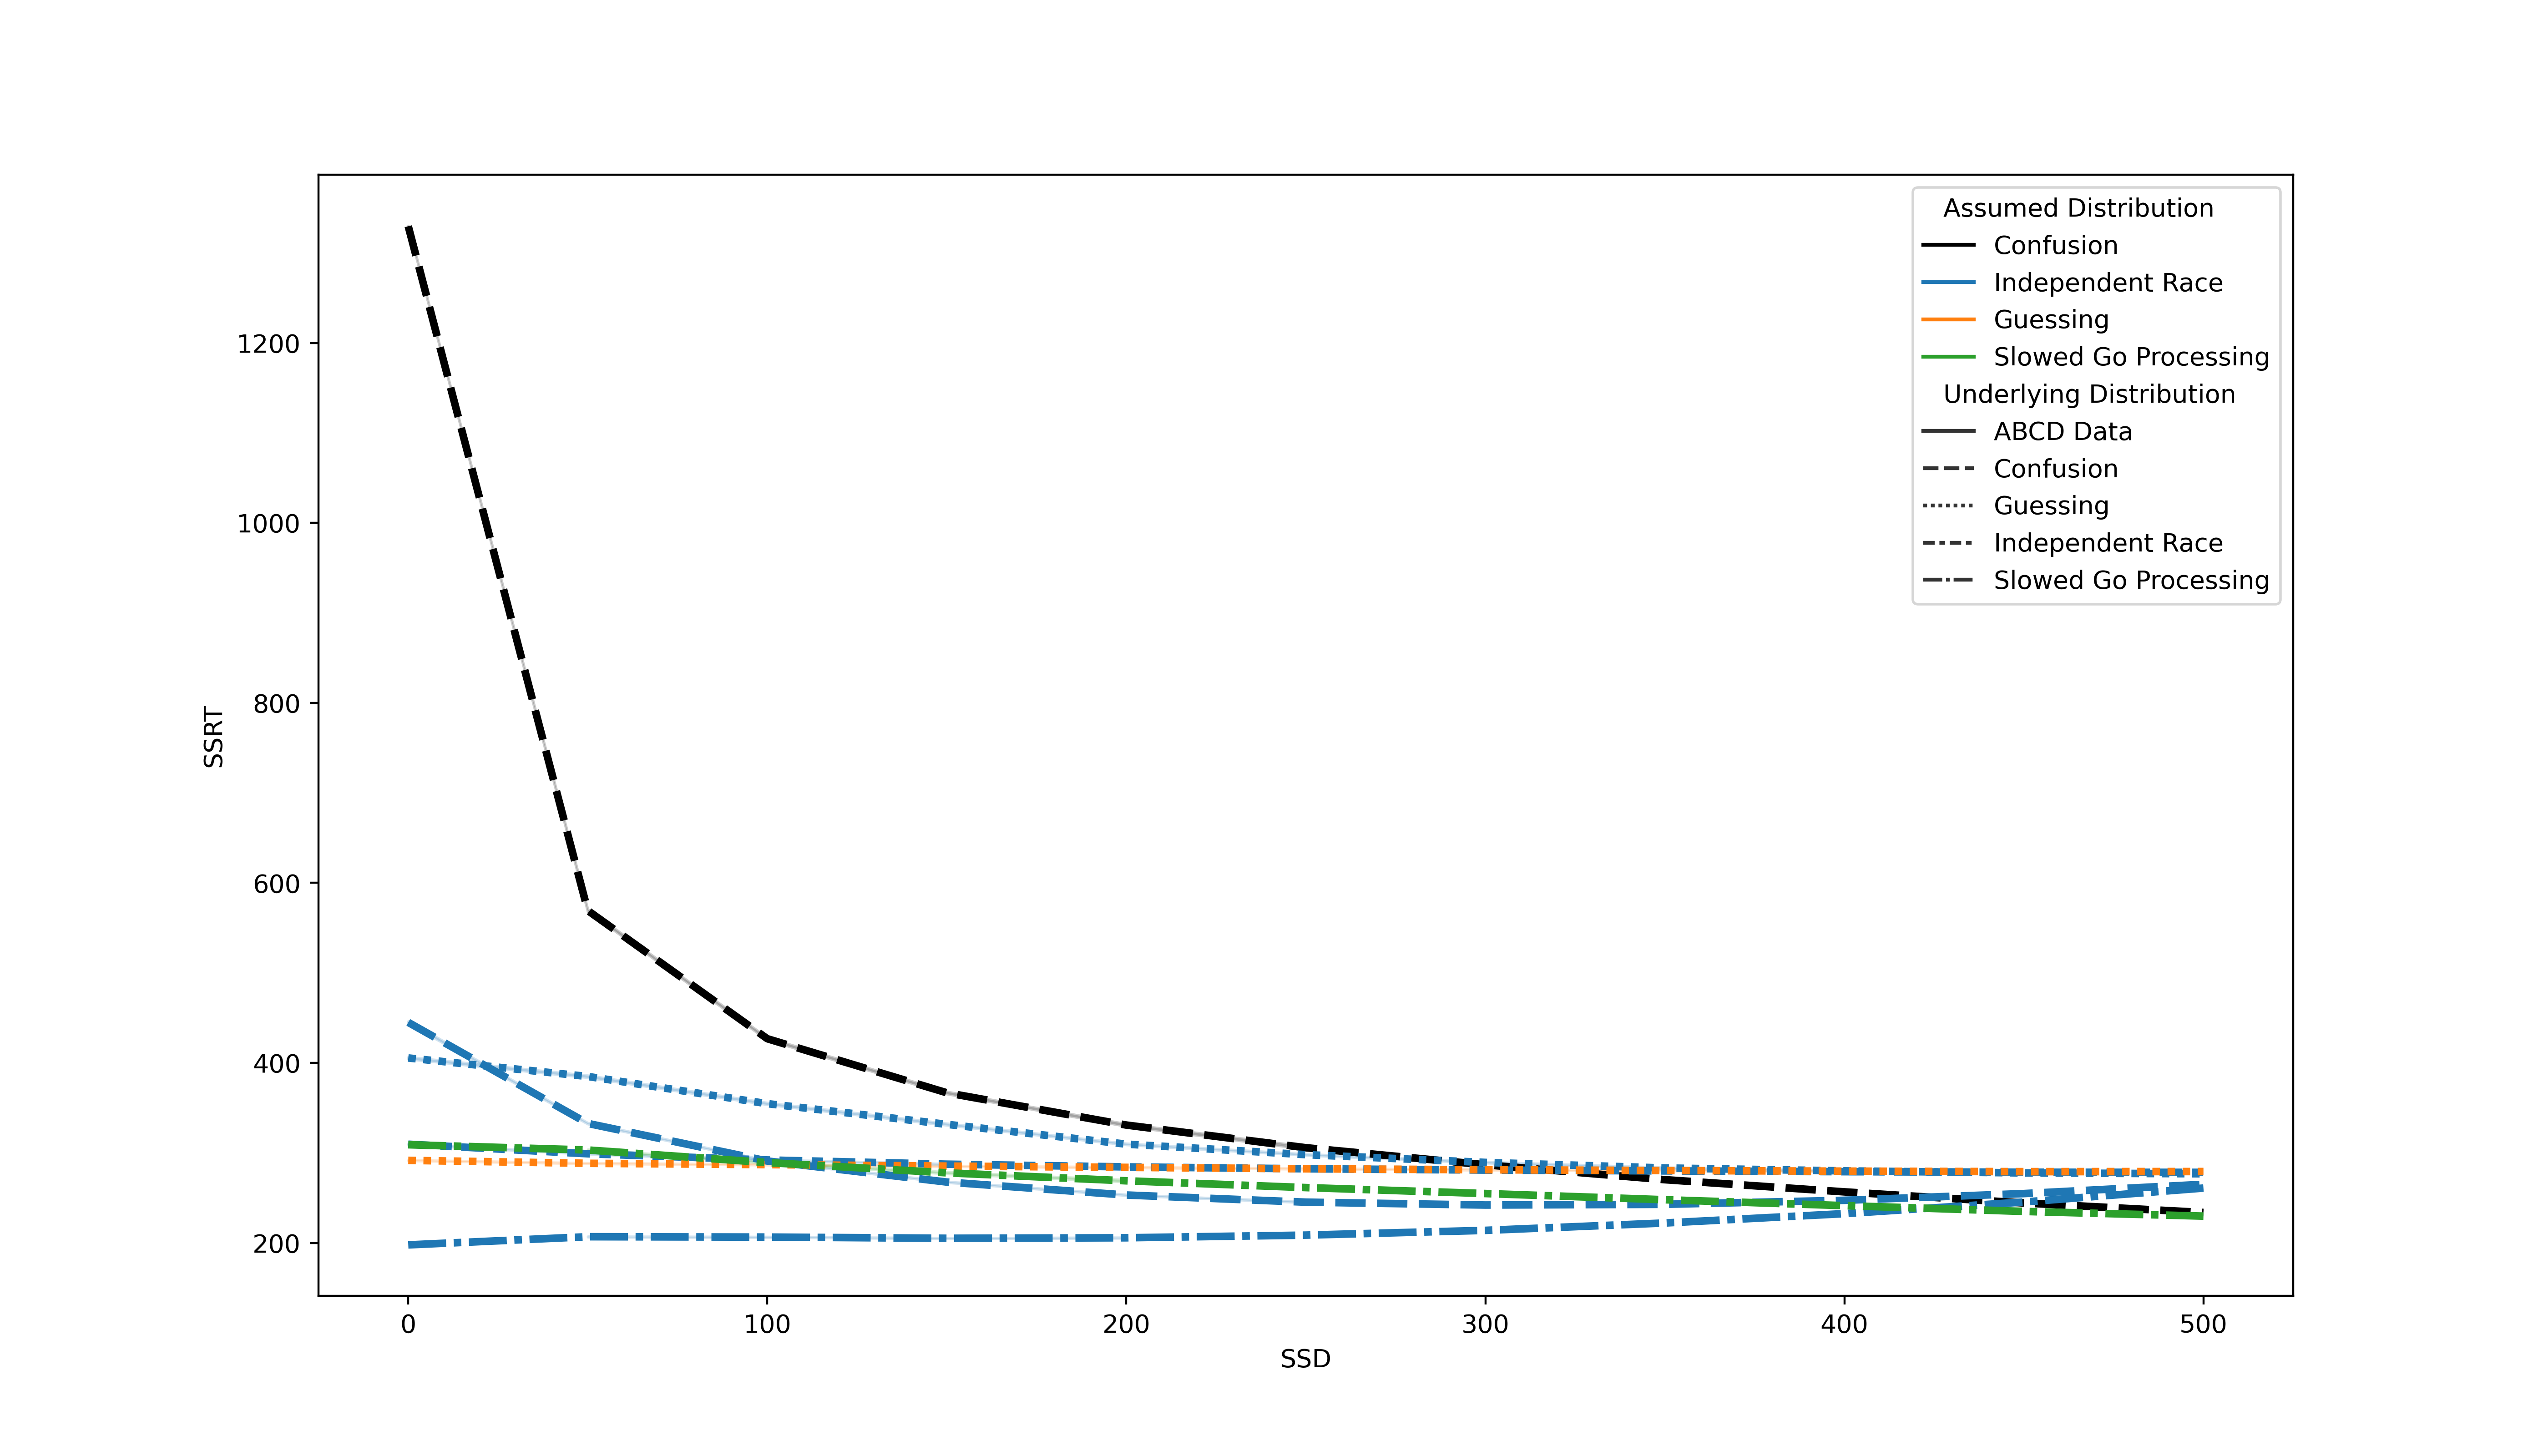 Assumed Distribution
Confusion
Independent Race
Guessing
Slowed Go Processing
Underlying Distribution
ABCD Data
Confusion
Guessing
Independent Race
Slowed Go Processing
1200
1000
800
600
400
200
SSRT
0 100 200 300 400 500
SSD